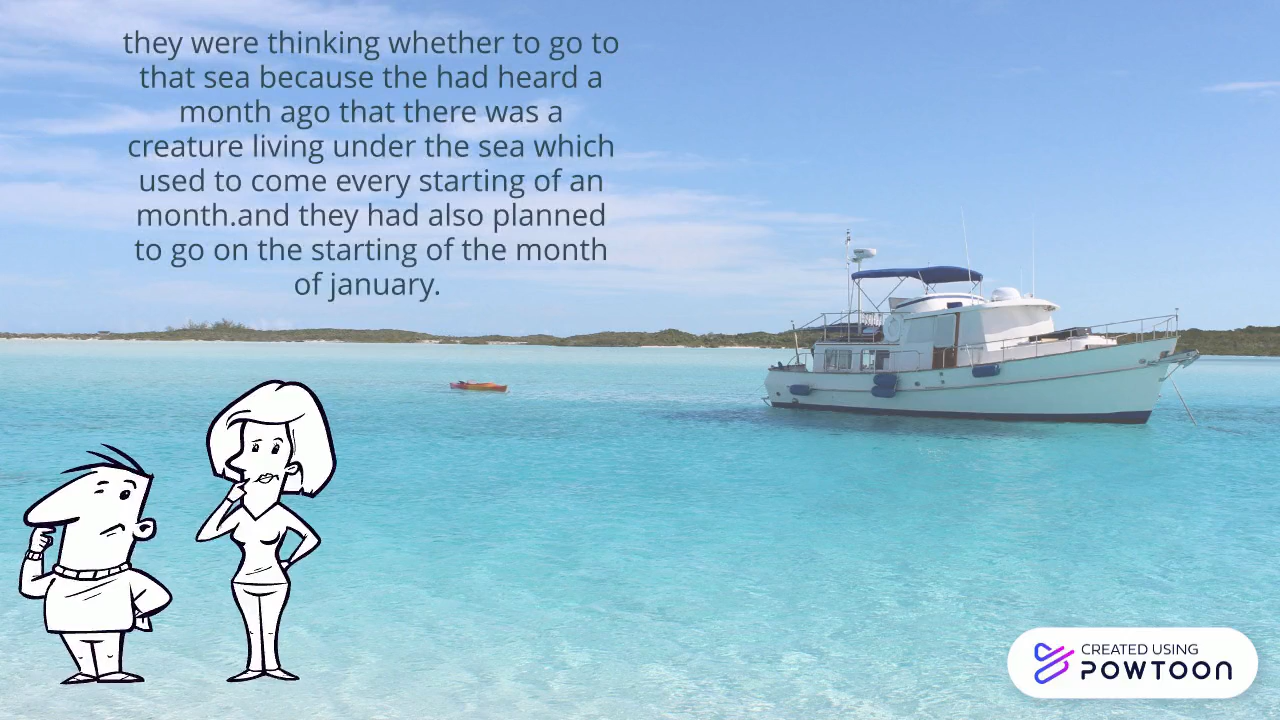 they were thinking whether to go to
that sea because the had heard a
month ago that there was a
creature living under the sea which
used to come every starting of an
month.and they had also planned
to go on the starting of the month
of january.
CREATED USING
POWTOON